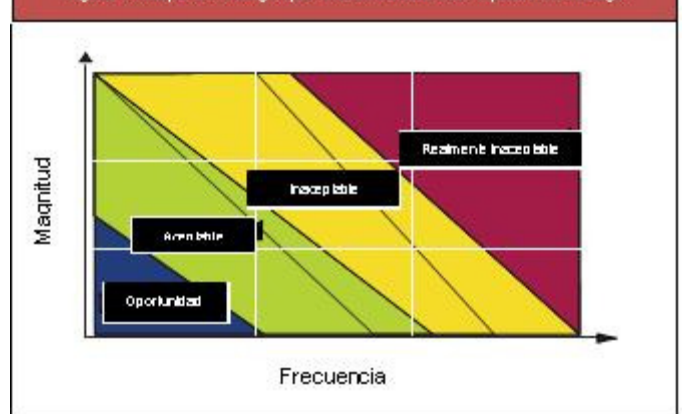 Magnitud
Realmente Inaceptable
Inaceptable
Aceptable
Oportunidad
Frecuencia